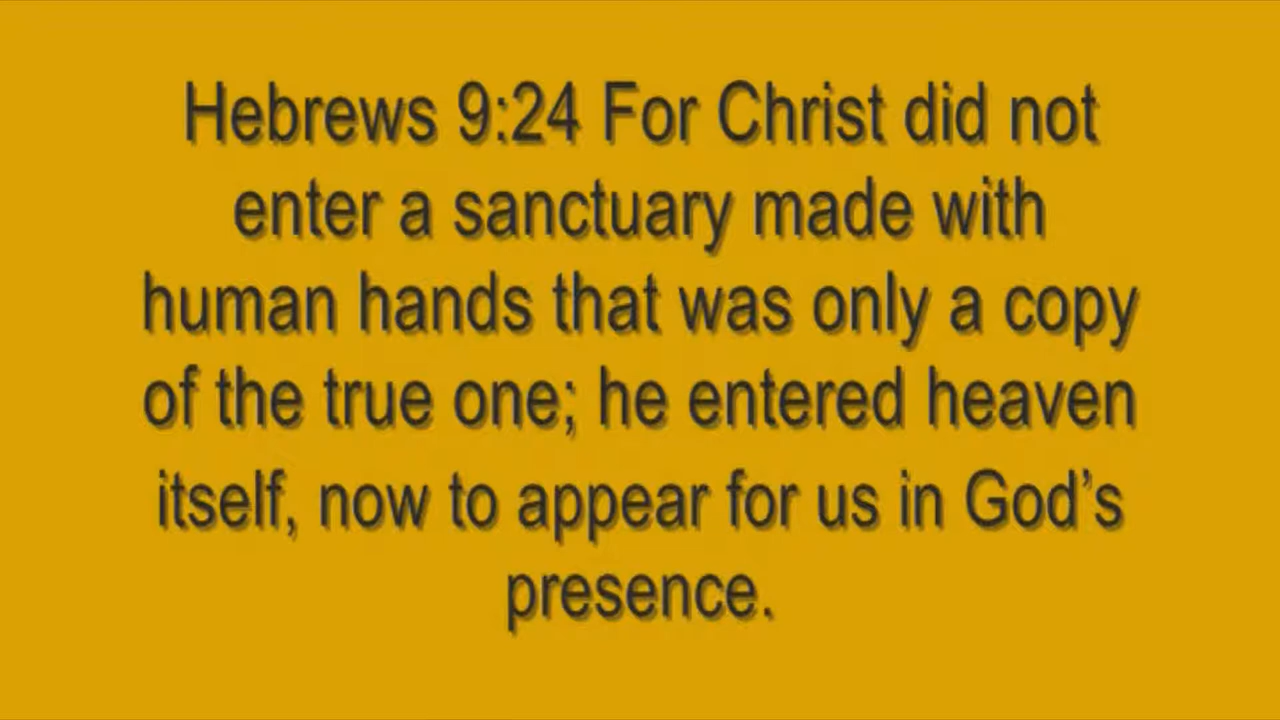 Hebrews 9:24 For Christ did not
enter a sanctuary made with
human hands that was only a copy
of the true one; he entered heaven
itself, now to appear for us in God’s
presence.